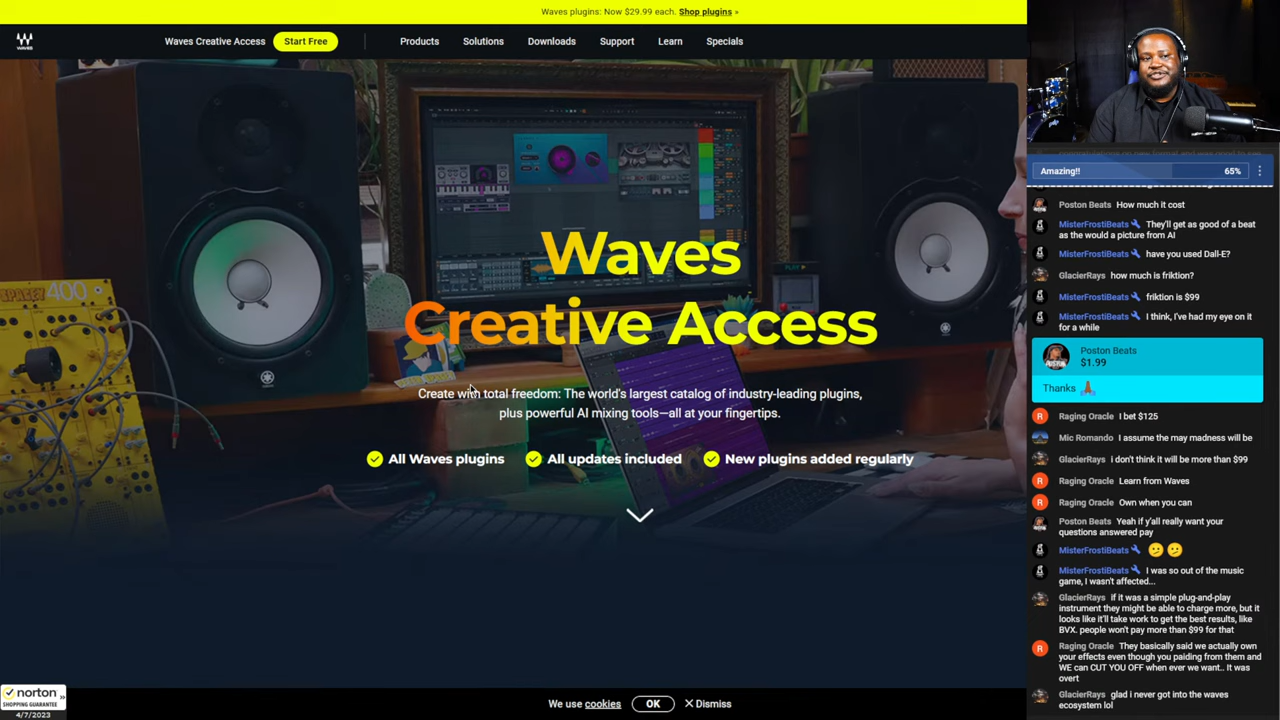 Waves plugins: Now $29.99 each. Shop plugins »
WAVES
Waves Creative Access
Start Free
Products
Solutions
Downloads
Support
Learn
Specials
PLAY
400
Waves
Creative Access
Create with total freedom: The world's largest catalog of industry-leading plugins,
plus powerful AI mixing tools—all at your fingertips.
All Waves plugins
All updates included
New plugins added regularly
We use cookies
OK
Dismiss
norton
SHOPPING GUARANTEE
4/7/2023
Amazing!!
65%
Poston Beats How much it cost
MisterFrostiBeats They'll get as good of a beat
as the would a picture from AI
MisterFrostiBeats have you used Dall-E?
GlacierRays how much is friktion?
MisterFrostiBeats friktion is $99
MisterFrostiBeats I think, I've had my eye on it
for a while
Poston Beats
$1.99
Thanks 🙏🏾
R Raging Oracle I bet $125
Mic Romando I assume the may madness will be
GlacierRays i don't think it will be more than $99
R Raging Oracle Learn from Waves
R Raging Oracle Own when you can
Poston Beats Yeah if y'all really want your
questions answered pay
MisterFrostiBeats 🫤 🫤
MisterFrostiBeats I was so out of the music
game, I wasn't affected...
GlacierRays if it was a simple plug-and-play
instrument they might be able to charge more, but it
looks like it'll take work to get the best results, like
BVX. people won't pay more than $99 for that
R Raging Oracle They basically said we actually own
your effects even though you paiding from them and
WE can CUT YOU OFF when ever we want.. It was
overt
GlacierRays glad i never got into the waves
ecosystem lol